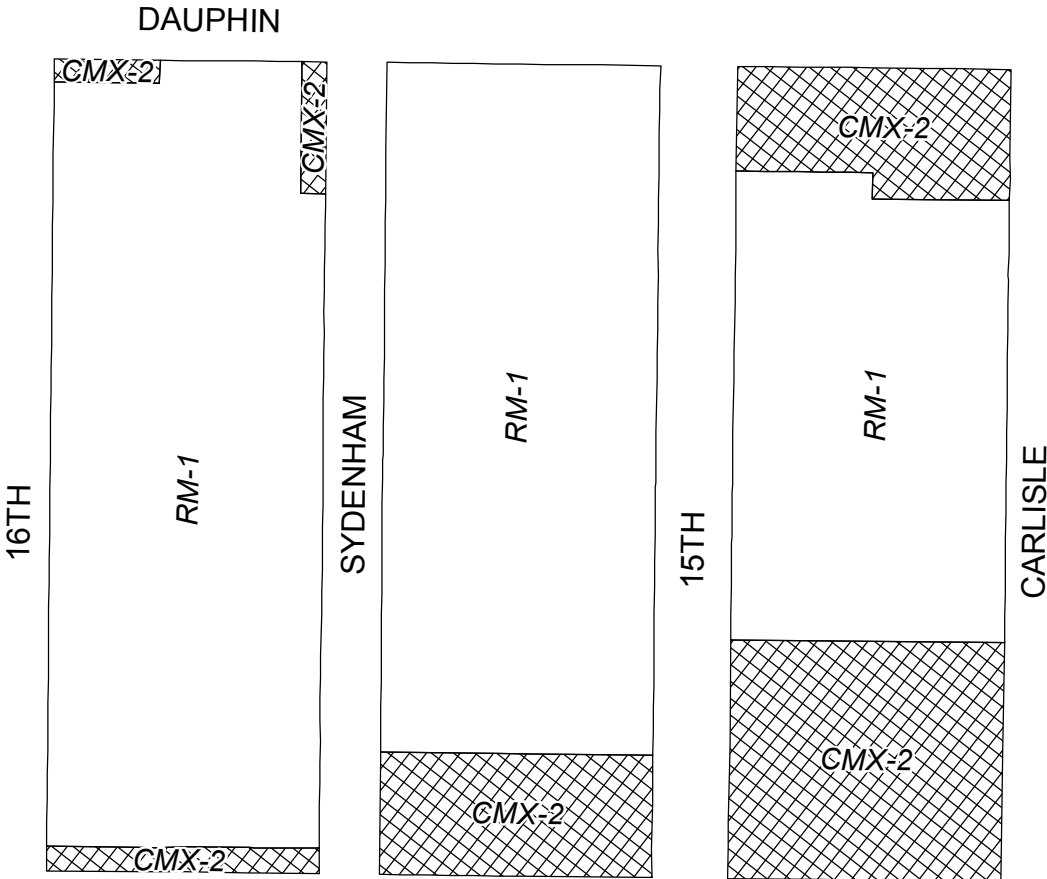 DAUPHIN
CMX-2
CMX-2
CMX-2
RM-1
RM-1
RM-1
16TH
SYDENHAM
15TH
CARLISLE
CMX-2
CMX-2
CMX-2